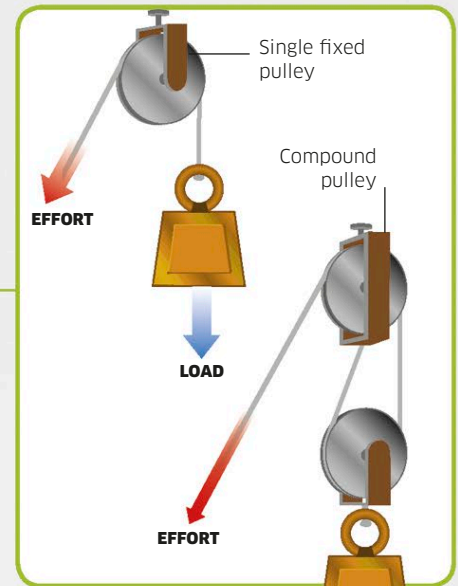 Single fixed
pulley
EFFORT
LOAD
Compound
pulley
EFFORT